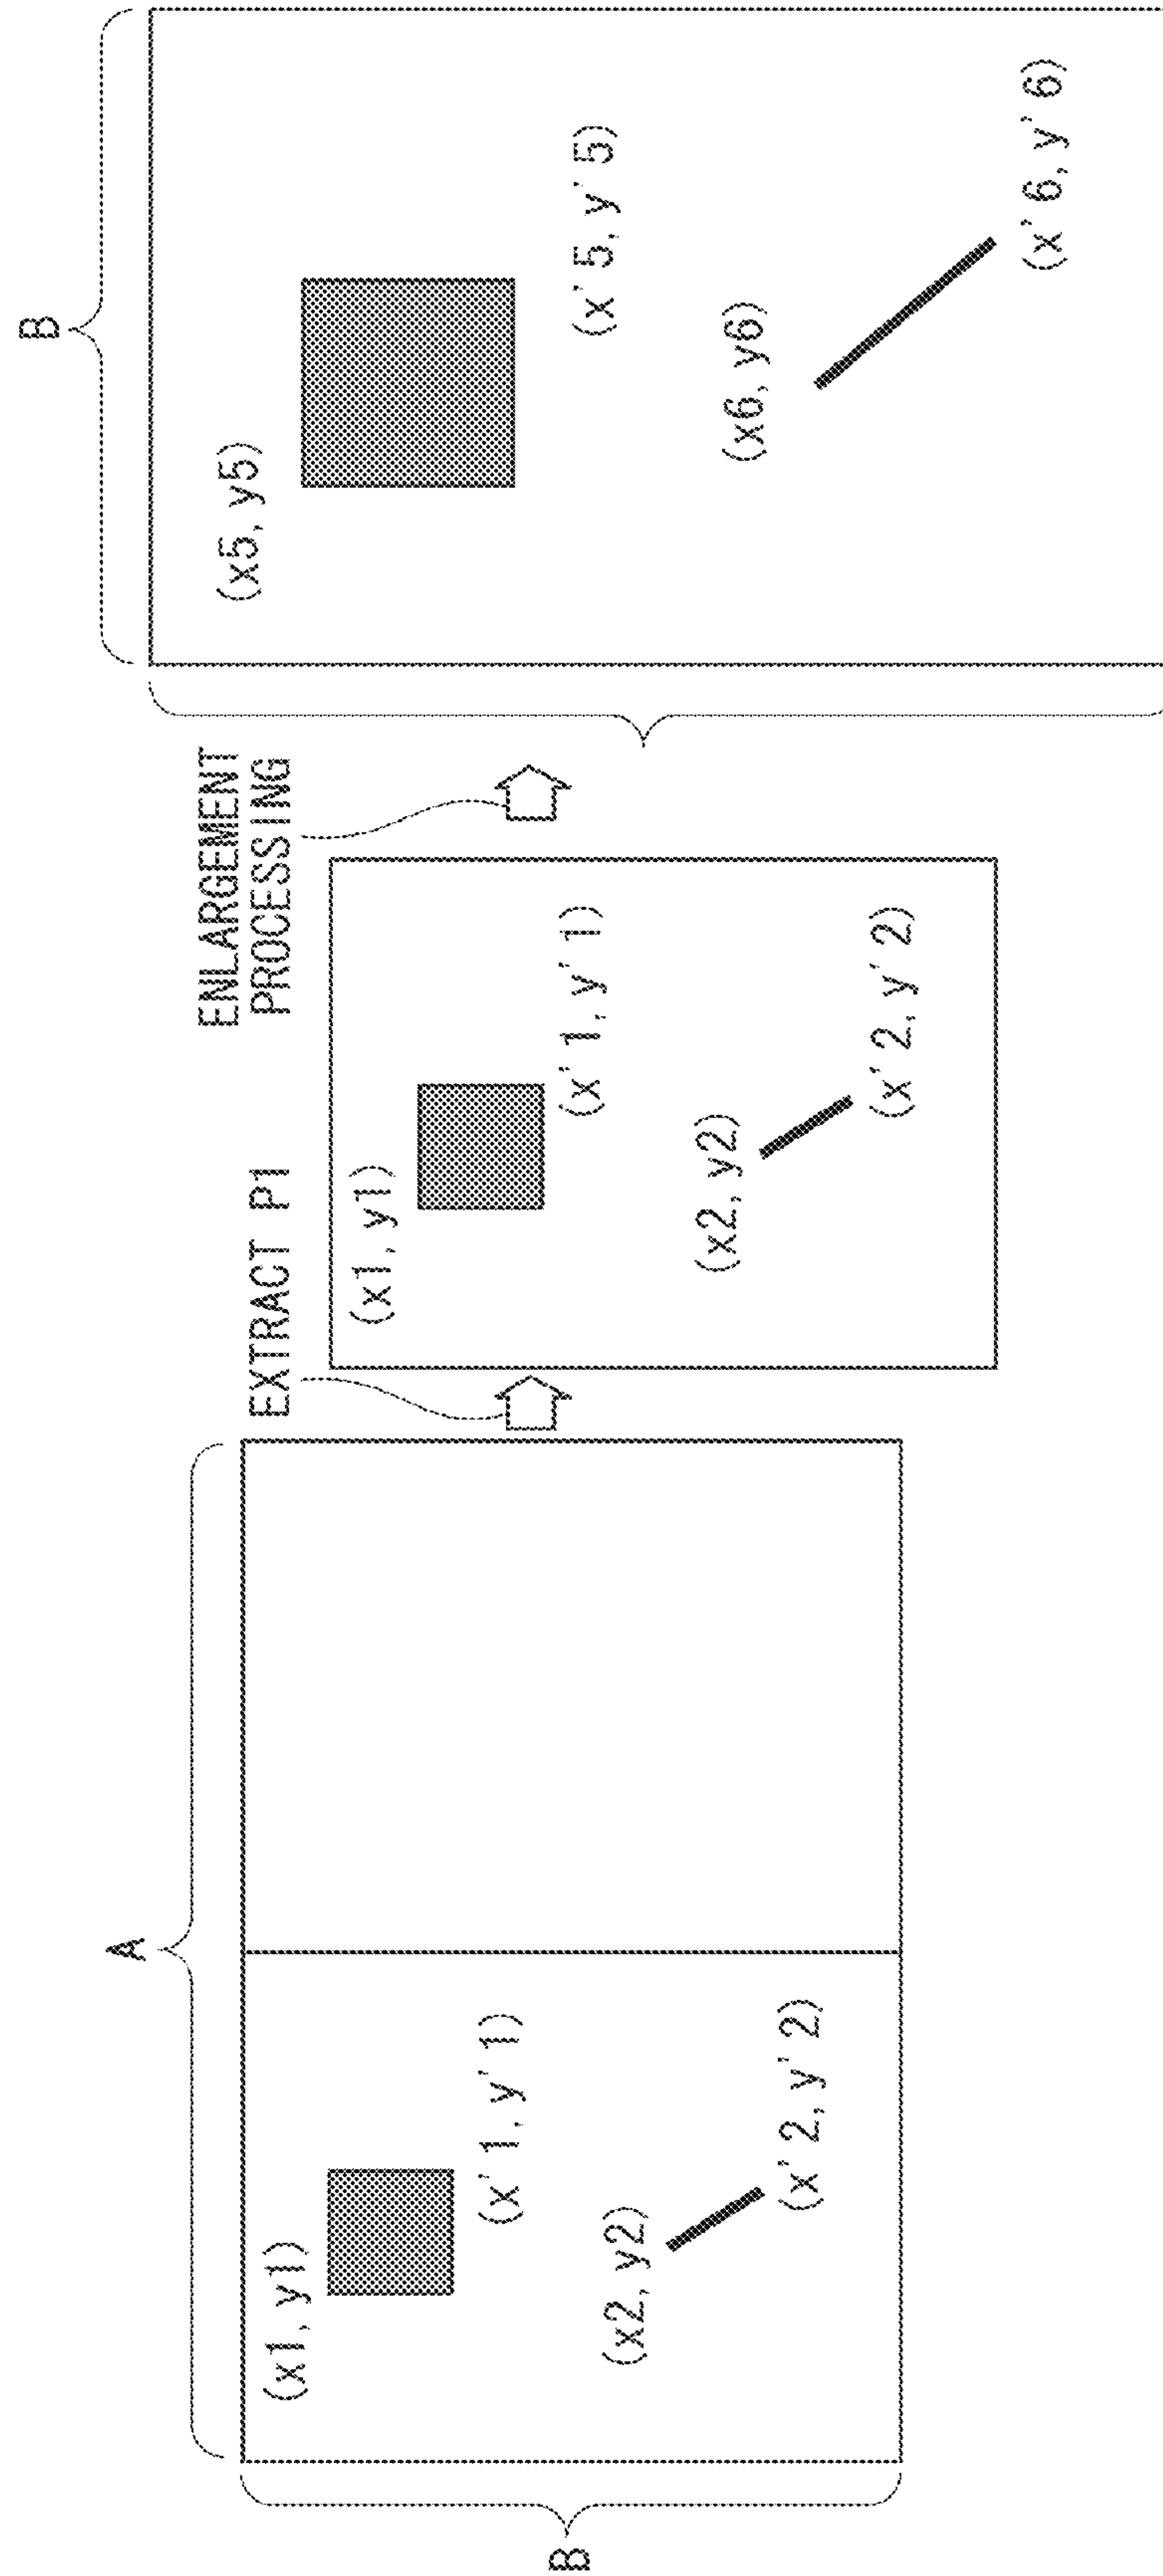 A
B
(x1, y1)
(x' 1, y' 1)
(x2, y2)
(x' 2, y' 2)
EXTRACT P1
(x1, y1)
(x' 1, y' 1)
(x2, y2)
(x' 2, y' 2)
ENLARGEMENT
PROCESSING
B
(x5, y5)
(x' 5, y' 5)
(x6, y6)
(x' 6, y' 6)